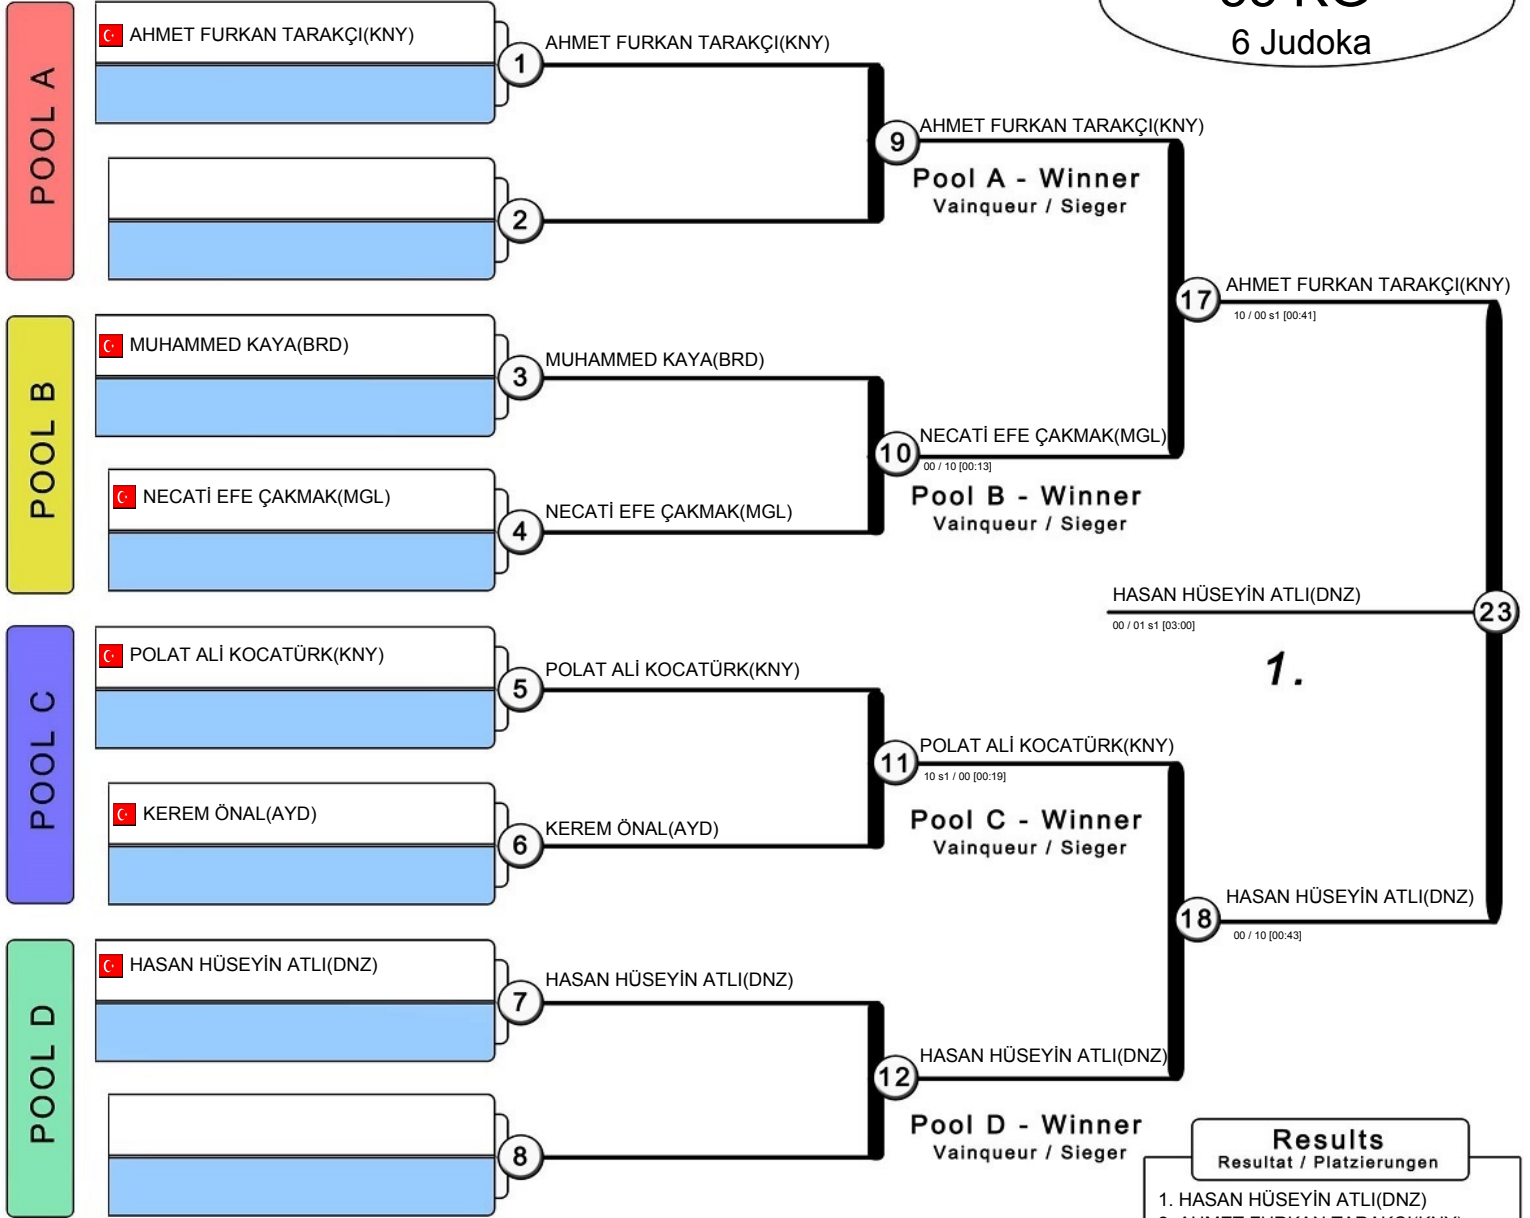 KG
6 Judoka
POOL A
AHMET FURKAN TARAKÇI(KNY)
1
AHMET FURKAN TARAKÇI(KNY)
2
9
AHMET FURKAN TARAKÇI(KNY)
Pool A - Winner
Vainqueur / Sieger
17
AHMET FURKAN TARAKÇI(KNY)
10 / 00 s1 [00:41]
POOL B
MUHAMMED KAYA(BRD)
3
MUHAMMED KAYA(BRD)
NECATİ EFE ÇAKMAK(MGL)
4
NECATİ EFE ÇAKMAK(MGL)
10
NECATİ EFE ÇAKMAK(MGL)
00 / 10 [00:13]
Pool B - Winner
Vainqueur / Sieger
HASAN HÜSEYİN ATLI(DNZ)
23
00 / 01 s1 [03:00]
1.
POOL C
POLAT ALİ KOCATÜRK(KNY)
5
POLAT ALİ KOCATÜRK(KNY)
KEREM ÖNAL(AYD)
6
KEREM ÖNAL(AYD)
11
POLAT ALİ KOCATÜRK(KNY)
10 s1 / 00 [00:19]
Pool C - Winner
Vainqueur / Sieger
18
HASAN HÜSEYİN ATLI(DNZ)
00 / 10 [00:43]
POOL D
HASAN HÜSEYİN ATLI(DNZ)
7
HASAN HÜSEYİN ATLI(DNZ)
8
12
HASAN HÜSEYİN ATLI(DNZ)
Pool D - Winner
Vainqueur / Sieger
Results
Resultat / Platzierungen
1. HASAN HÜSEYİN ATLI(DNZ)
2. AHMET FURKAN TARAKÇI(KNY)